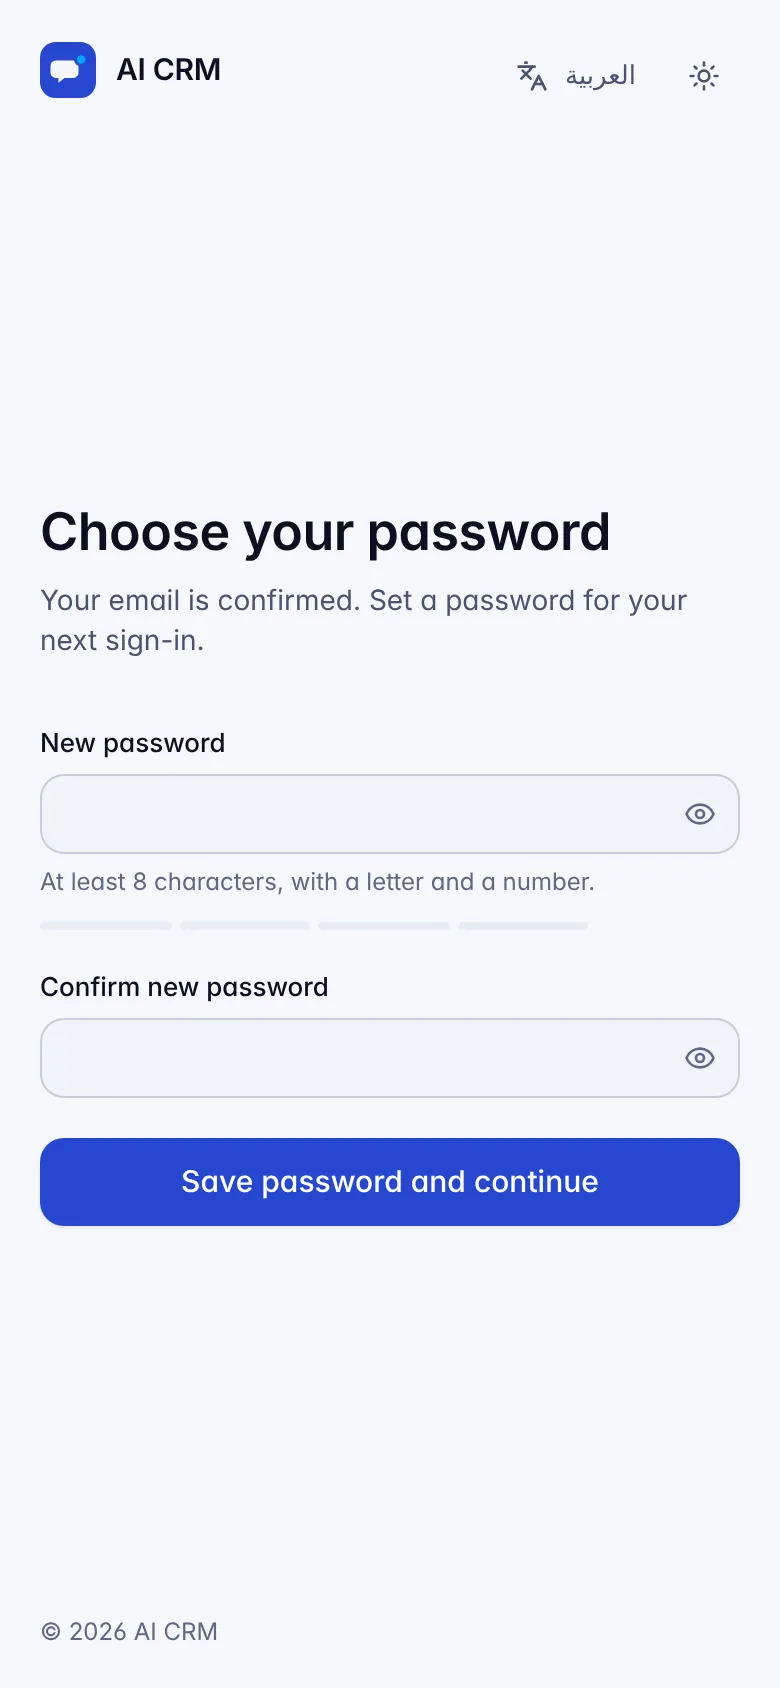 AI CRM
العربية
Choose your password
Your email is confirmed. Set a password for your
next sign-in.
New password
At least 8 characters, with a letter and a number.
Confirm new password
Save password and continue
© 2026 AI CRM